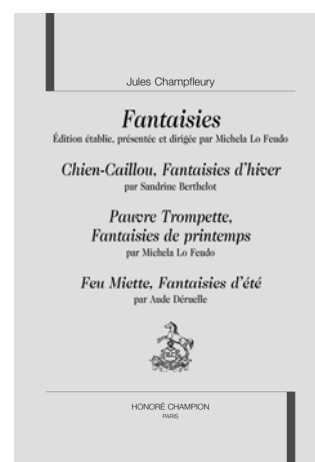 Jules Champfleury
Fantaisies
Édition établie, présentée et dirigée par Michela Lo Feudo
Chien-Caillou, Fantaisies d'hiver
par Sandrine Berthelot
Pauvre Trompette,
Fantaisies de printemps
par Michela Lo Feudo
Feu Miette, Fantaisies d'été
par Aude Déruelle
HONORÉ CHAMPION
PARIS